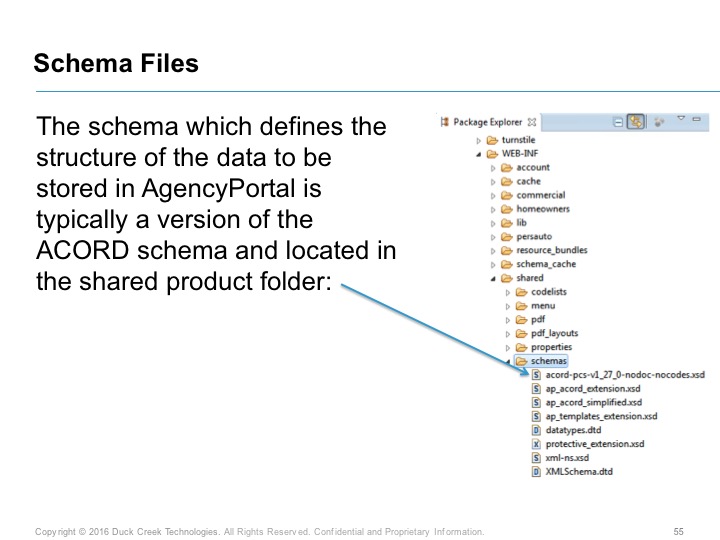 Schema Files
The schema which defines the
structure of the data to be
stored in AgencyPortal is
typically a version of the
ACORD schema and located in
the shared product folder:
Package Explorer
turnstile
WEB-INF
account
cache
commercial
homeowners
lib
persauto
resource_bundles
schema_cache
shared
codelists
menu
pdf
pdf_layouts
properties
schemas
acord-pcs-v1_27_0-nodoc-nocodes.xsd
ap_acord_extension.xsd
ap_acord_simplified.xsd
ap_templates_extension.xsd
datatypes.dtd
protective_extension.xsd
xml-ns.xsd
XMLSchema.dtd
Copyright © 2016 Duck Creek Technologies. All Rights Reserved. Confidential and Proprietary Information.
55